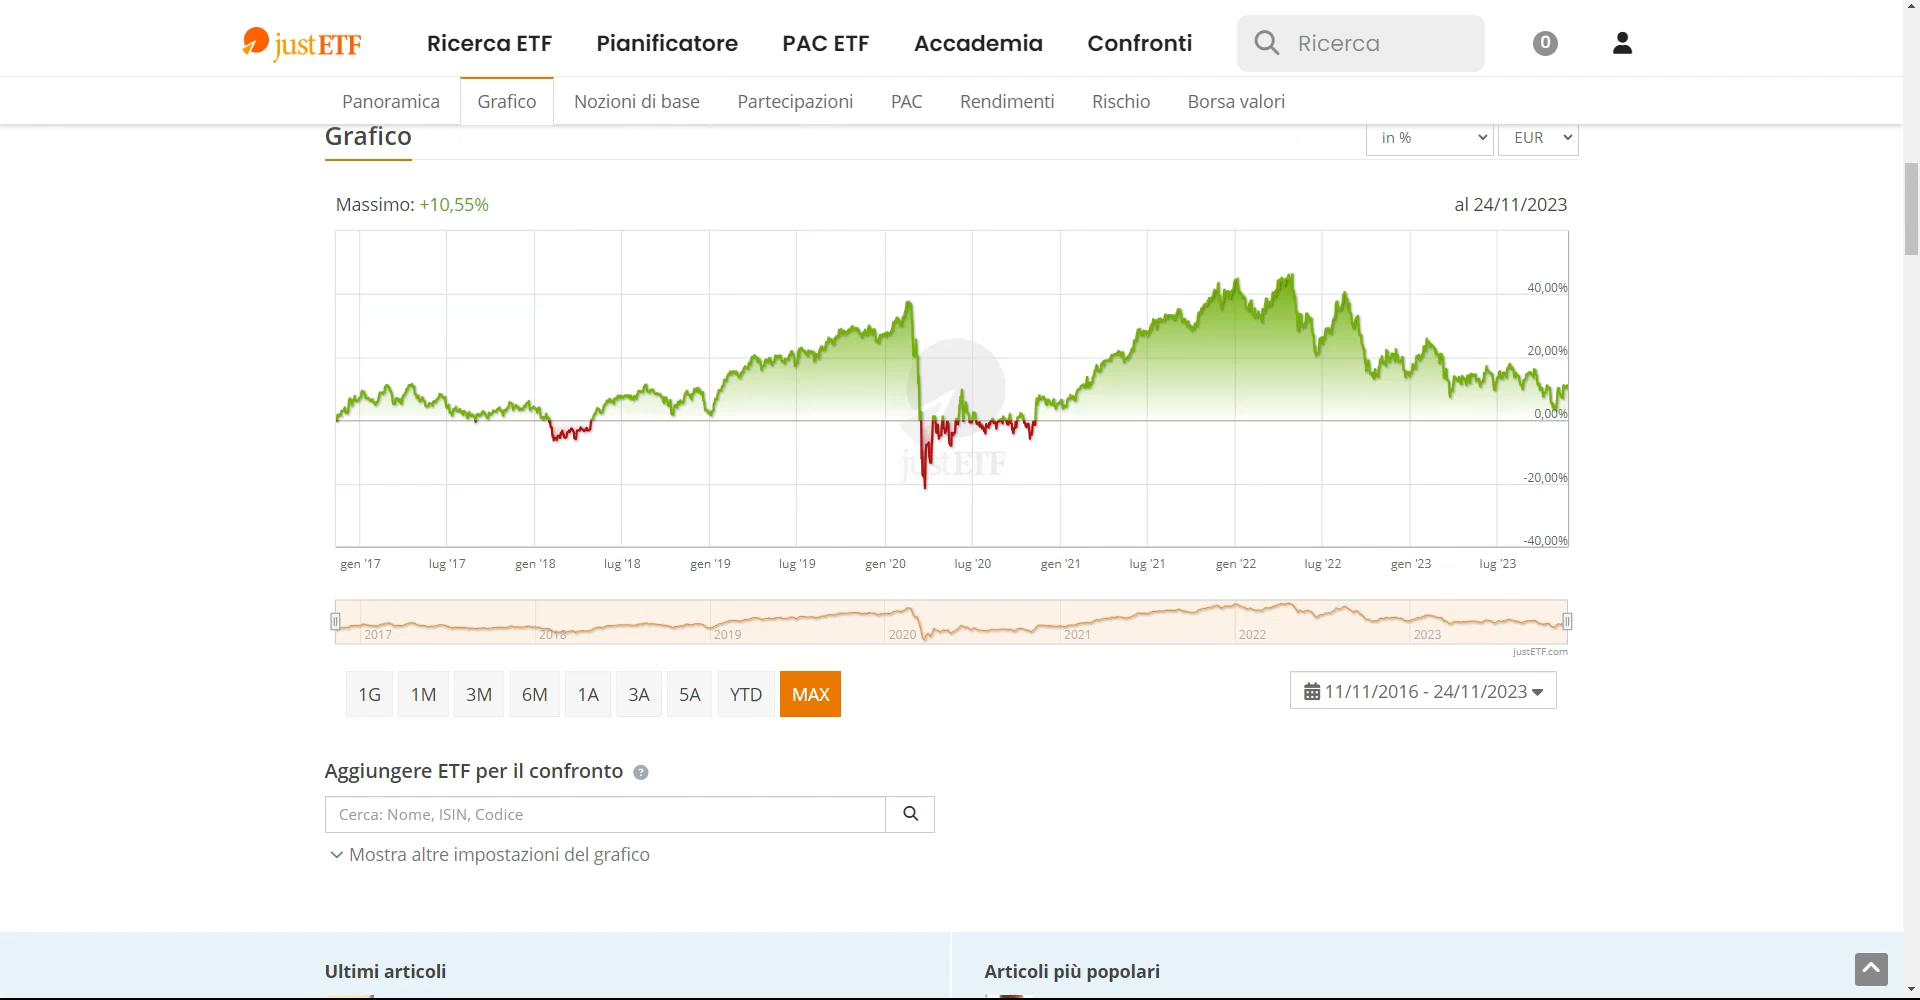 justETF
Ricerca ETF
Pianificatore
PAC ETF
Accademia
Confronti
Ricerca
0
Panoramica
Grafico
Nozioni di base
Partecipazioni
PAC
Rendimenti
Rischio
Borsa valori
Grafico
in %
EUR
Massimo: +10,55%
al 24/11/2023
40,00%
20,00%
0,00%
-20,00%
-40,00%
justETF
gen '17
lug '17
gen '18
lug '18
gen '19
lug '19
gen '20
lug '20
gen '21
lug '21
gen '22
lug '22
gen '23
lug '23
2017
2018
2019
2020
2021
2022
2023
justETF.com
1G
1M
3M
6M
1A
3A
5A
YTD
MAX
11/11/2016 - 24/11/2023
Aggiungere ETF per il confronto ?
Cerca: Nome, ISIN, Codice
Mostra altre impostazioni del grafico
Ultimi articoli
Articoli più popolari